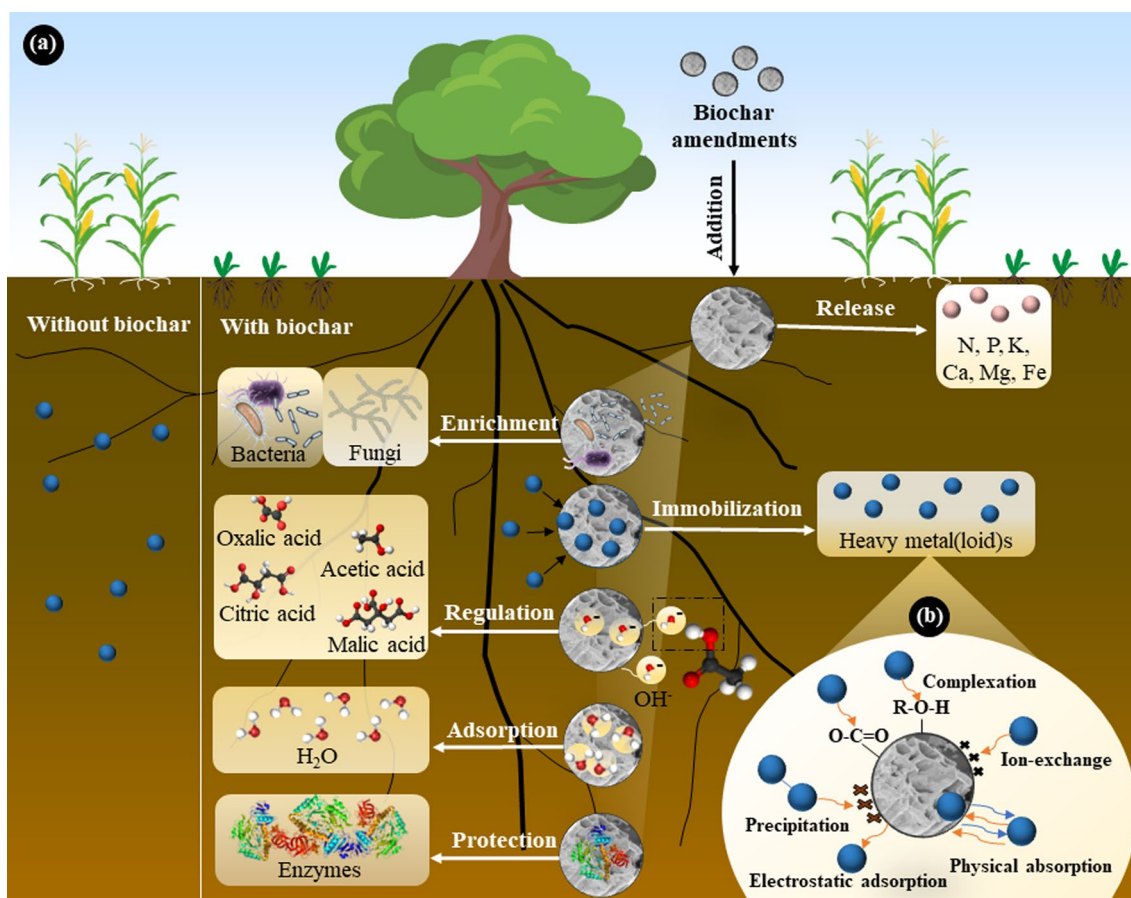 (a)
Biochar
amendments
Addition
Without biochar
With biochar
Release
N, P, K,
Ca, Mg, Fe
Enrichment
Bacteria
Fungi
Immobilization
Heavy metal(loid)s
Oxalic acid
Acetic acid
Citric acid
Malic acid
Regulation
OH⁻
Adsorption
H₂O
Protection
Enzymes
(b)
Complexation
R-O-H
O-C=O
Ion-exchange
Precipitation
Physical absorption
Electrostatic adsorption